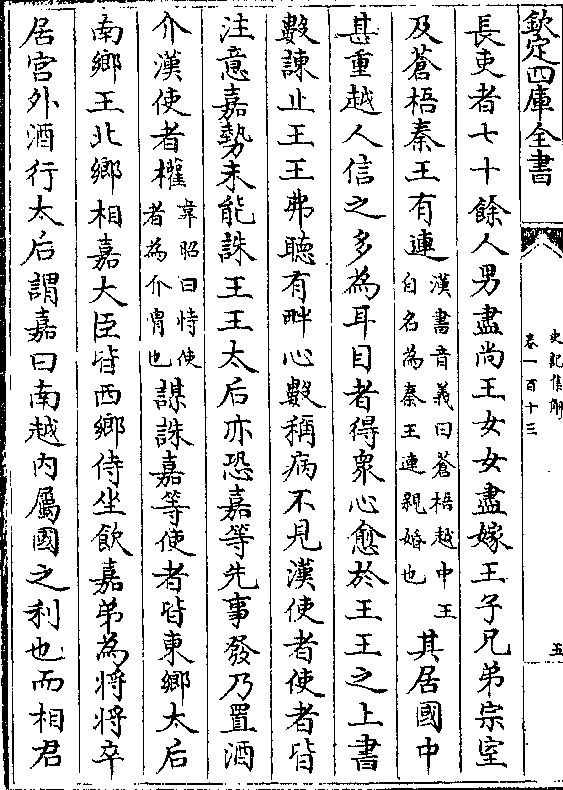 欽定四庫全書
史記集解
卷一百十三
五
長吏者七十餘人男盡尚王女女盡嫁王子兄弟宗室
及蒼梧秦王有連漢書音義曰蒼梧越中王自名為秦王連親婚也其居國中
甚重越人信之多為耳目者得衆心愈於王王之上書
數諫止王王弗聽有畔心數稱病不見漢使者使者皆
注意嘉勢未能誅王王太后亦恐嘉等先事發乃置酒
介漢使者權韋昭曰恃使者為介胄也謀誅嘉等使者皆東鄉太后
南鄉王北鄉相嘉大臣皆西鄉侍坐飲嘉弟為將將卒
居宫外酒行太后謂嘉曰南越内屬國之利也而相君